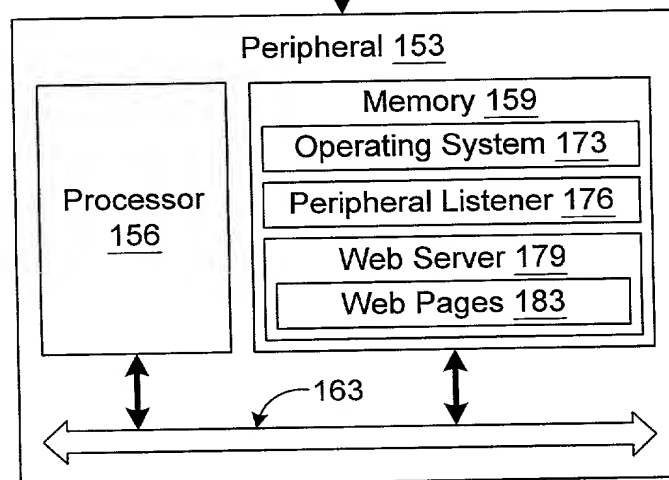 Peripheral 153
Processor
156
Memory 159
Operating System 173
Peripheral Listener 176
Web Server 179
Web Pages 183
163